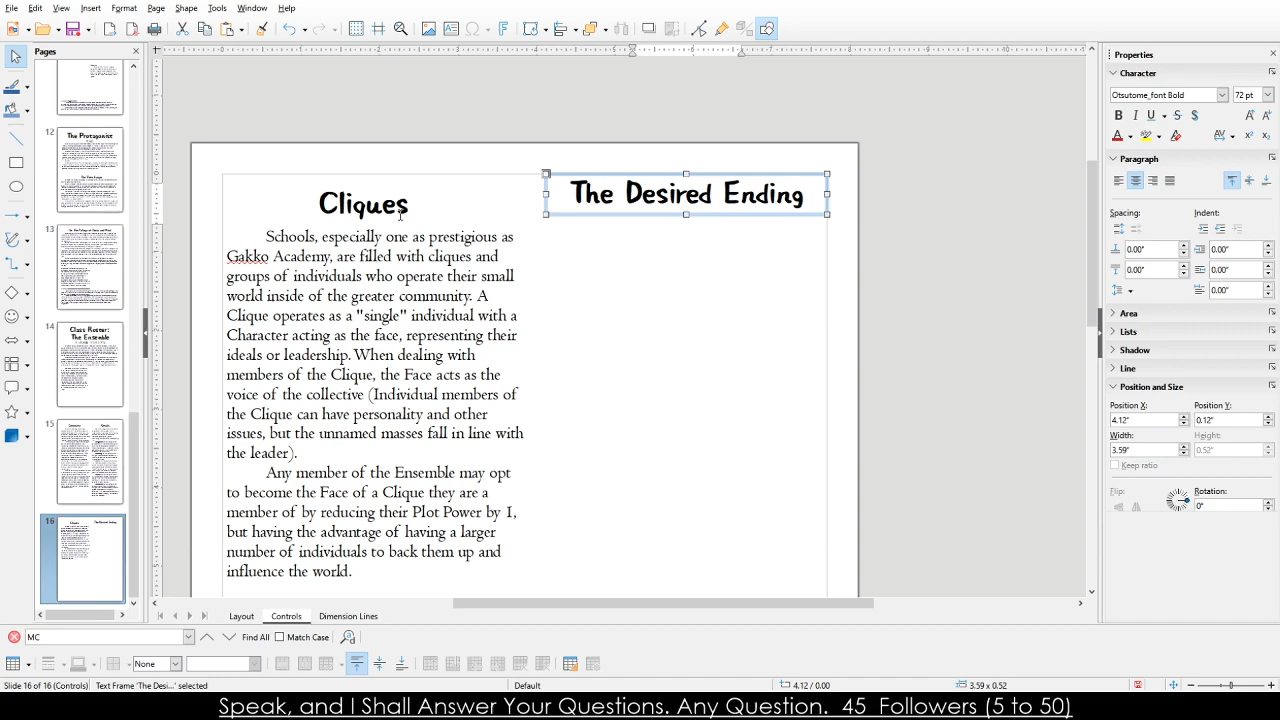 File Edit View Insert Format Page Shape Tools Window Help
Pages
12
The Protagonist
13
14
Class Roster:
The Ensemble
15
16
Cliques
Schools, especially one as prestigious as
Gakko Academy, are filled with cliques and
groups of individuals who operate their small
world inside of the greater community. A
Clique operates as a "single" individual with a
Character acting as the face, representing their
ideals or leadership. When dealing with
members of the Clique, the Face acts as the
voice of the collective (Individual members of
the Clique can have personality and other
issues, but the unnamed masses fall in line with
the leader).
Any member of the Ensemble may opt
to become the Face of a Clique they are a
member of by reducing their Plot Power by 1,
but having the advantage of having a larger
number of individuals to back them up and
influence the world.
The Desired Ending
Properties
Character
Otsutome_font Bold 72 pt
Paragraph
Spacing: Indent:
0.00" 0.00"
0.00" 0.00"
0.00"
Area
Lists
Shadow
Line
Position and Size
Position X: Position Y:
4.12" 0.12"
Width: Height:
3.59" 0.52"
Keep ratio
Flip: Rotation:
0°
Layout Controls Dimension Lines
MC Find All Match Case
None
Slide 16 of 16 (Controls) Text Frame 'The Desi...' selected Default 4.12 / 0.00 3.59 x 0.52
Speak, and I Shall Answer Your Questions. Any Question. 45 Followers (5 to 50)